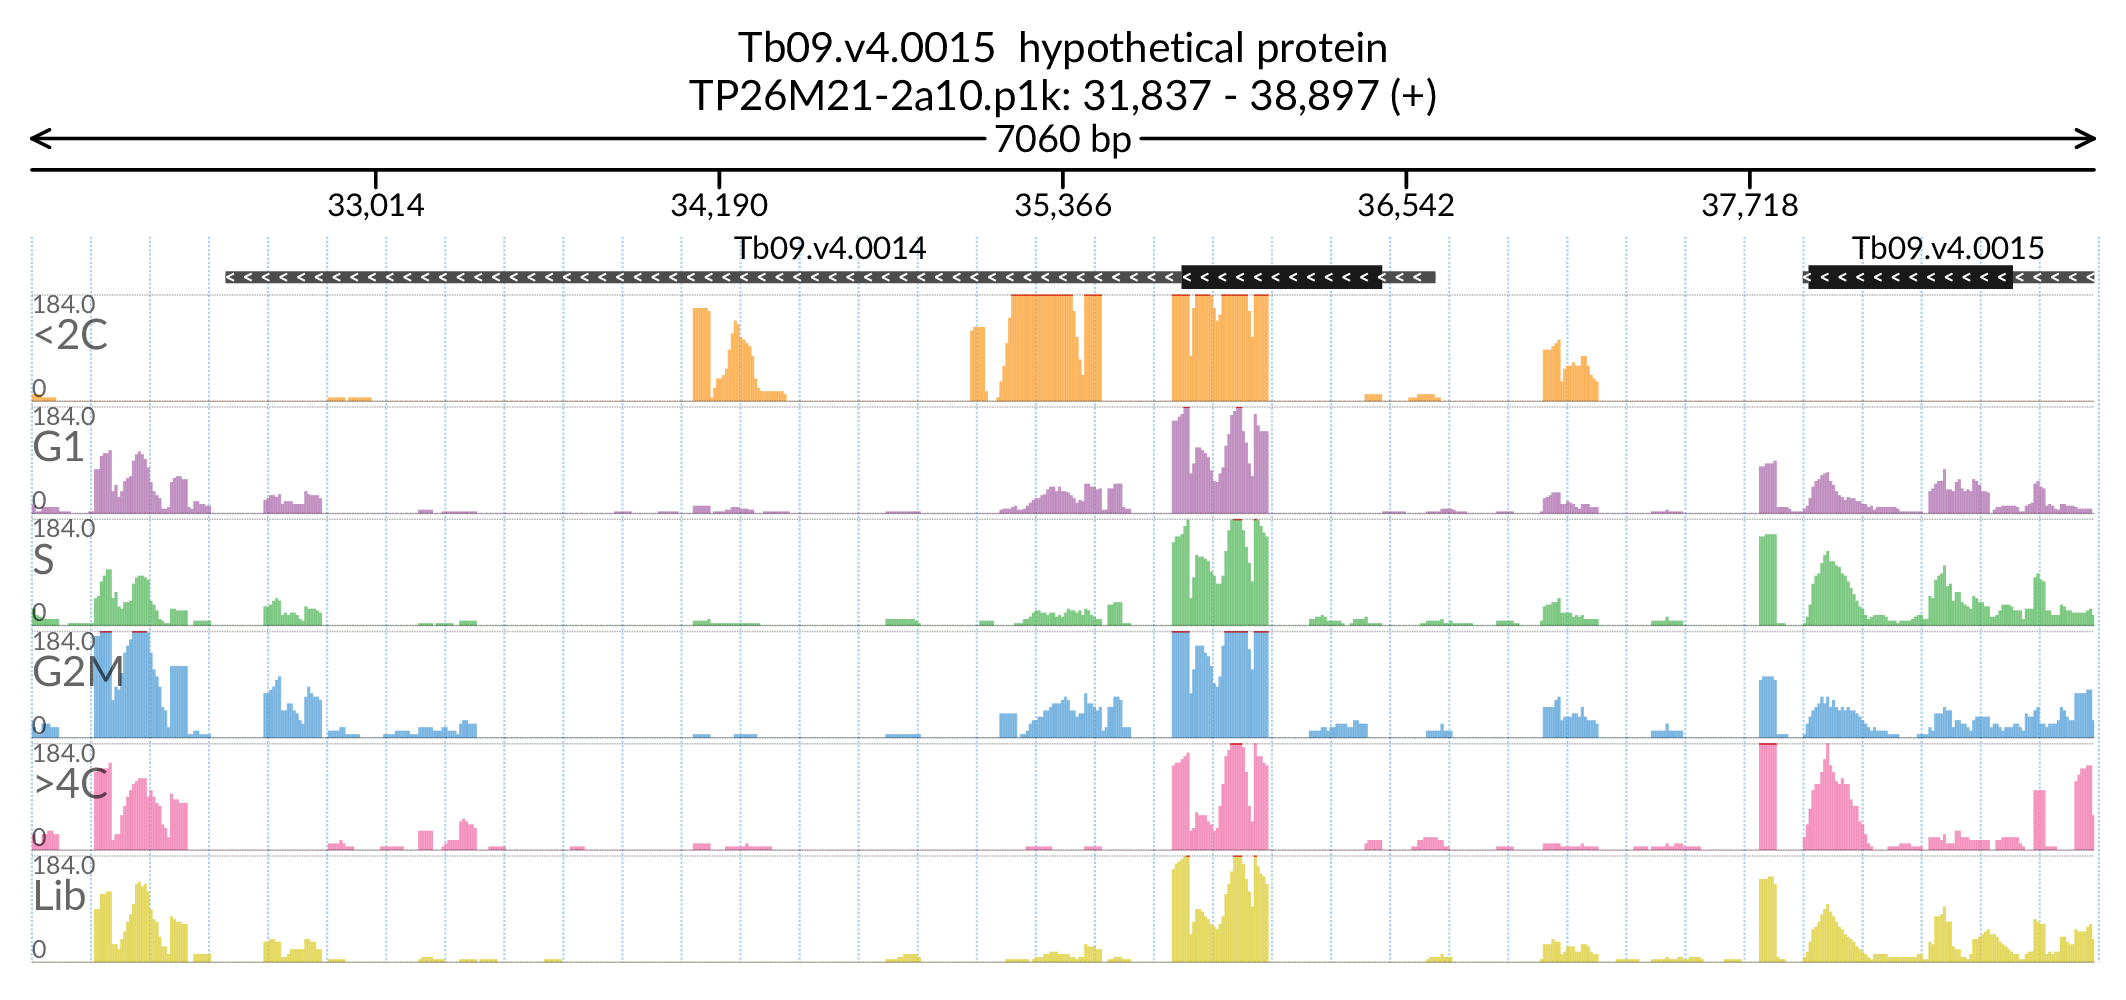 Tb09.v4.0015  hypothetical protein
TP26M21-2a10.p1k: 31,837 - 38,897 (+)
7060 bp
33,014 34,190 35,366 36,542 37,718
Tb09.v4.0014 Tb09.v4.0015
184.0
<2C
0
184.0
G1
0
184.0
S
0
184.0
G2M
0
184.0
>4C
0
184.0
Lib
0